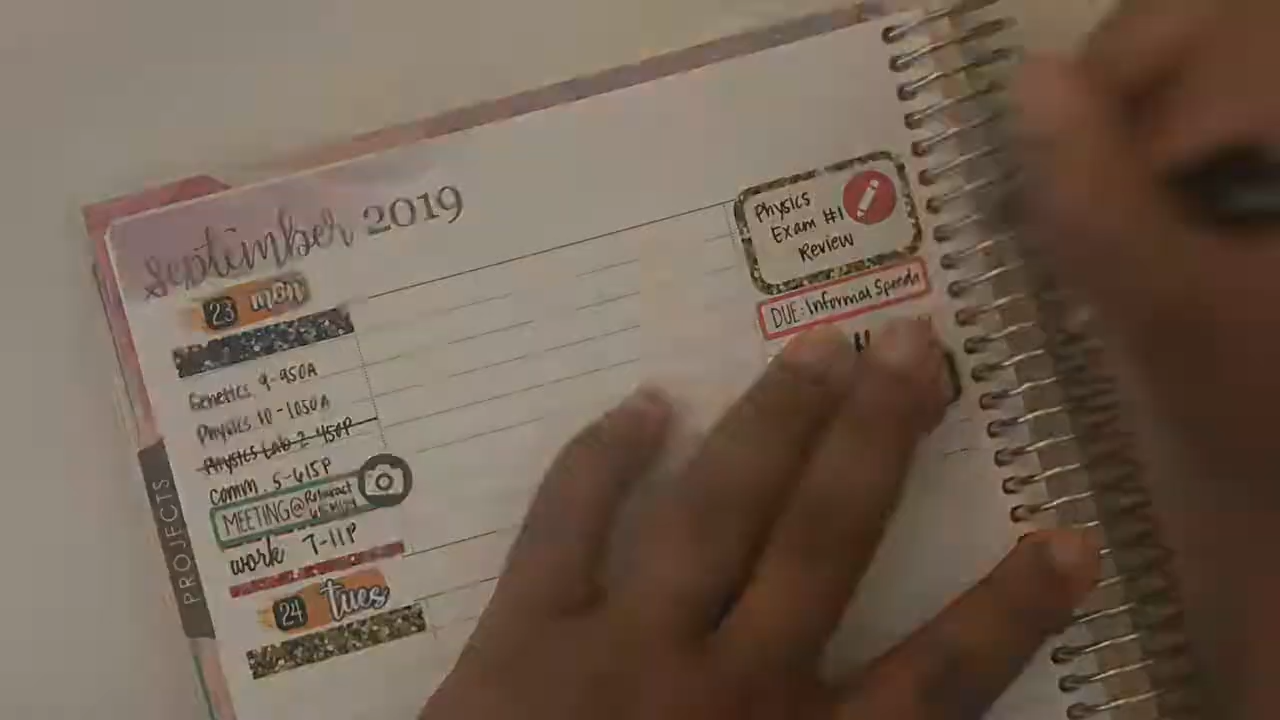 september 2019
23 mon
Genetics 9-950A
Physics 10-1050A
Physics Lab 2-450P
comm. 5-615P
MEETING@
work 7-11P
24 tues
PROJECTS
Physics
Exam #1
Review
DUE: Informal Speech